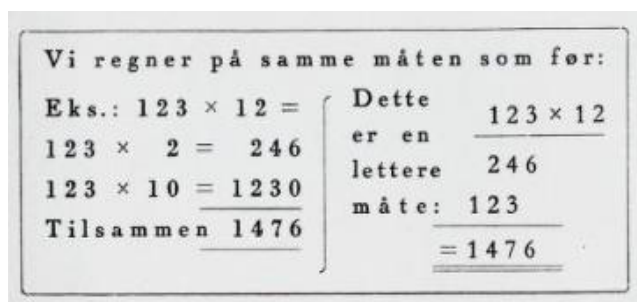 Vi regner på samme måten som før:
Eks.: 123 × 12 =
123 × 2 = 246
123 × 10 = 1230
Tilsammen 1476
Dette
er en
lettere
måte:
123 × 12
246
123
= 1476